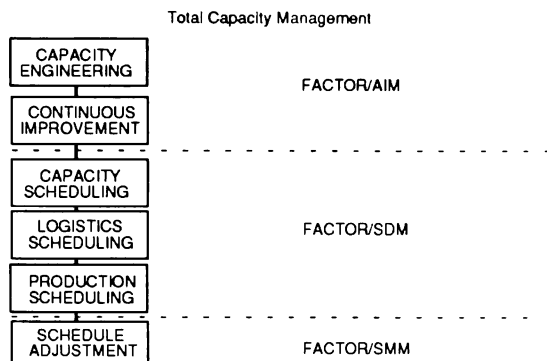 Total Capacity Management
CAPACITY
ENGINEERING
FACTOR/AIM
CONTINUOUS
IMPROVEMENT
CAPACITY
SCHEDULING
LOGISTICS
SCHEDULING
FACTOR/SDM
PRODUCTION
SCHEDULING
SCHEDULE
ADJUSTMENT
FACTOR/SMM